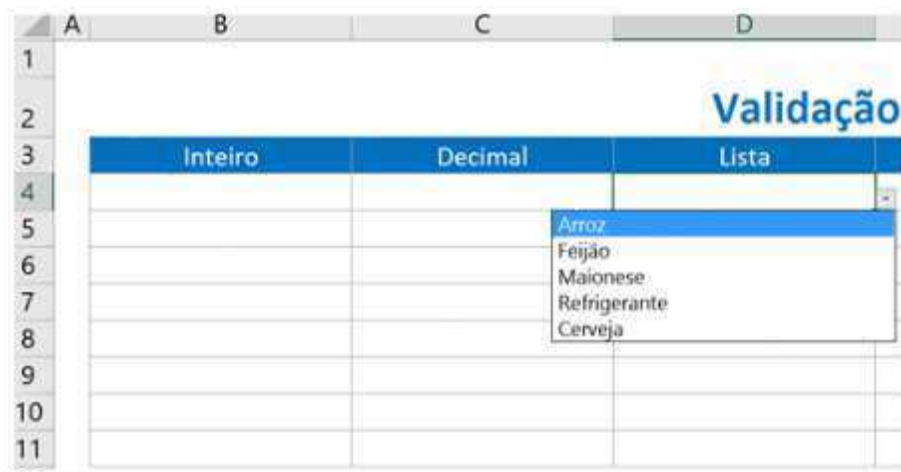 A B C D
1
2 Validação
3 Inteiro Decimal Lista
4
5 Arroz
Feijão
6 Maionese
7 Refrigerante
8 Cerveja
9
10
11